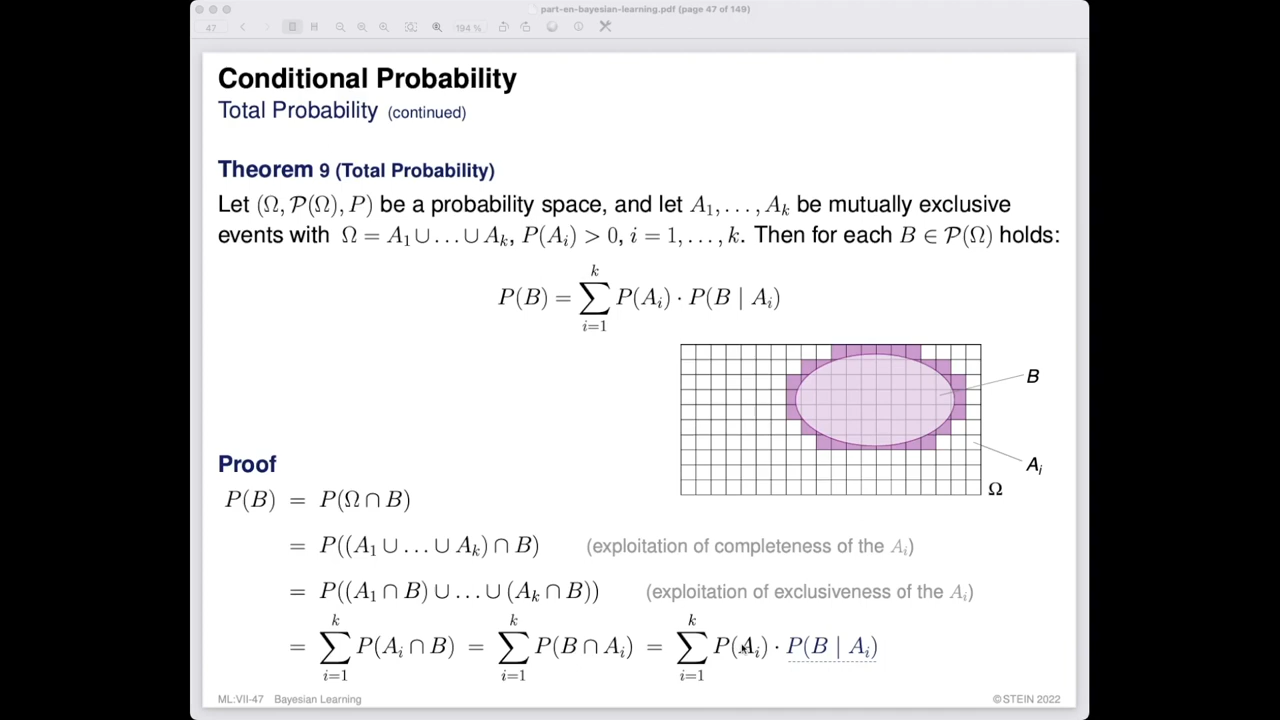 part-en-bayesian-learning.pdf (page 47 of 149)
47
194 %
Conditional Probability
Total Probability (continued)
Theorem 9 (Total Probability)
Let (Ω, 𝒫(Ω), P) be a probability space, and let A₁, . . . , Aₖ be mutually exclusive
events with Ω = A₁ ∪ . . . ∪ Aₖ, P(Aᵢ) > 0, i = 1, . . . , k. Then for each B ∈ 𝒫(Ω) holds:
P(B) = ∑ᵢ₌₁ᵏ P(Aᵢ) · P(B | Aᵢ)
B
Aᵢ
Ω
Proof
P(B) = P(Ω ∩ B)
= P((A₁ ∪ . . . ∪ Aₖ) ∩ B) (exploitation of completeness of the Aᵢ)
= P((A₁ ∩ B) ∪ . . . ∪ (Aₖ ∩ B)) (exploitation of exclusiveness of the Aᵢ)
= ∑ᵢ₌₁ᵏ P(Aᵢ ∩ B) = ∑ᵢ₌₁ᵏ P(B ∩ Aᵢ) = ∑ᵢ₌₁ᵏ P(Aᵢ) · P(B | Aᵢ)
ML:VII-47 Bayesian Learning ©STEIN 2022